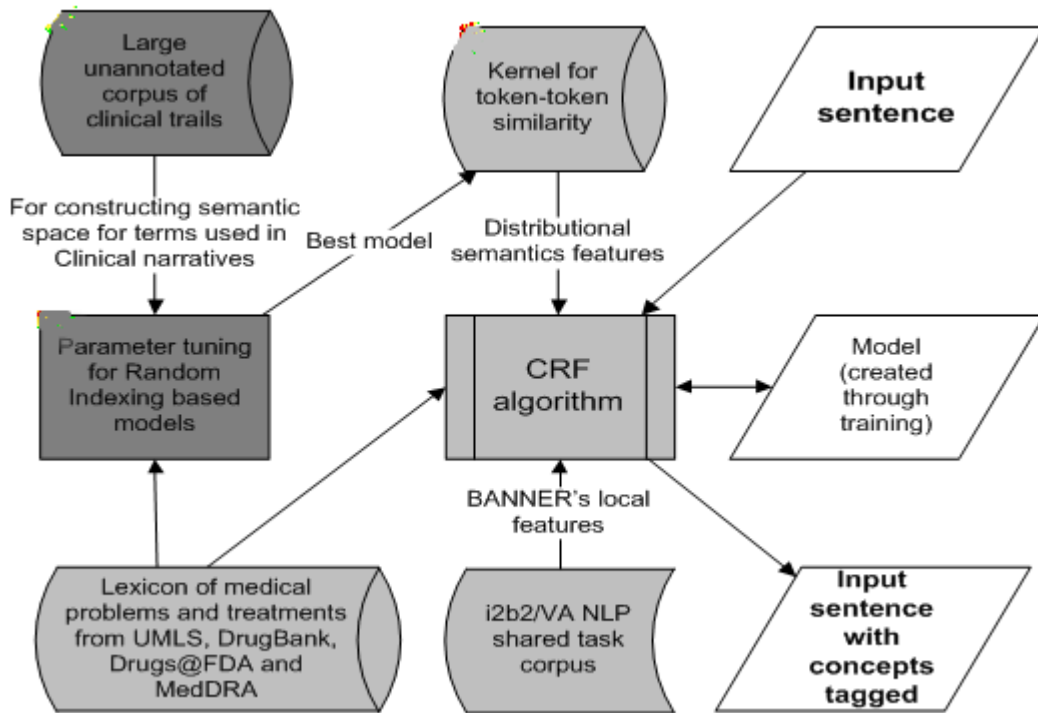 Large
unannotated
corpus of
clinical trails
Kernel for
token-token
similarity
Input
sentence
For constructing semantic
space for terms used in
Clinical narratives
Best model
Distributional
semantics features
Parameter tuning
for Random
Indexing based
models
CRF
algorithm
Model
(created
through
training)
BANNER's local
features
Lexicon of medical
problems and treatments
from UMLS, DrugBank,
Drugs@FDA and
MedDRA
i2b2/VA NLP
shared task
corpus
Input
sentence
with
concepts
tagged